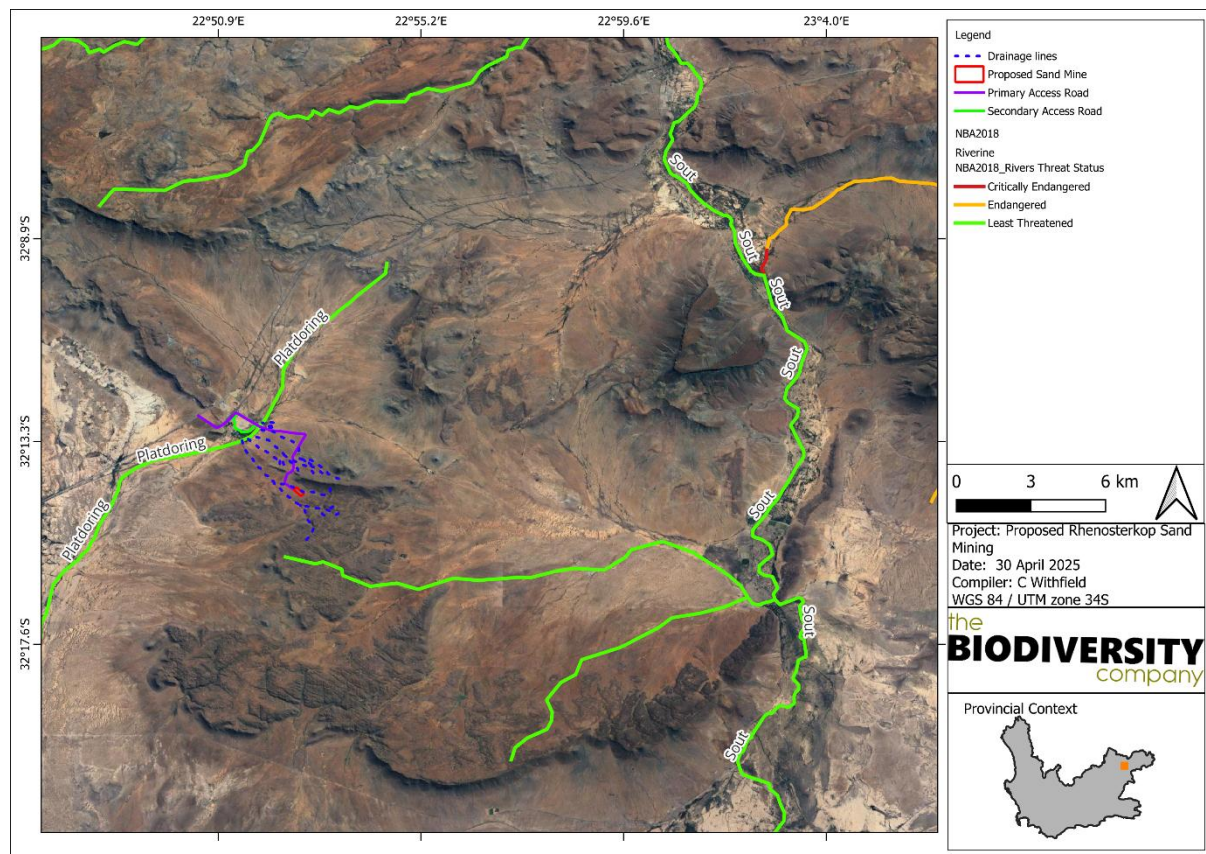 22°50.9'E
22°55.2'E
22°59.6'E
23°4.0'E
32°8.9'S
32°13.3'S
32°17.6'S
Sout
Sout
Sout
Sout
Sout
Sout
Sout
Platdoring
Platdoring
Platdoring
Legend
Drainage lines
Proposed Sand Mine
Primary Access Road
Secondary Access Road
NBA2018
Riverine
NBA2018_Rivers Threat Status
Critically Endangered
Endangered
Least Threatened
0 3 6 km
Project: Proposed Rhenosterkop Sand
Mining
Date: 30 April 2025
Compiler: C Withfield
WGS 84 / UTM zone 34S
the
BIODIVERSITY
company
Provincial Context